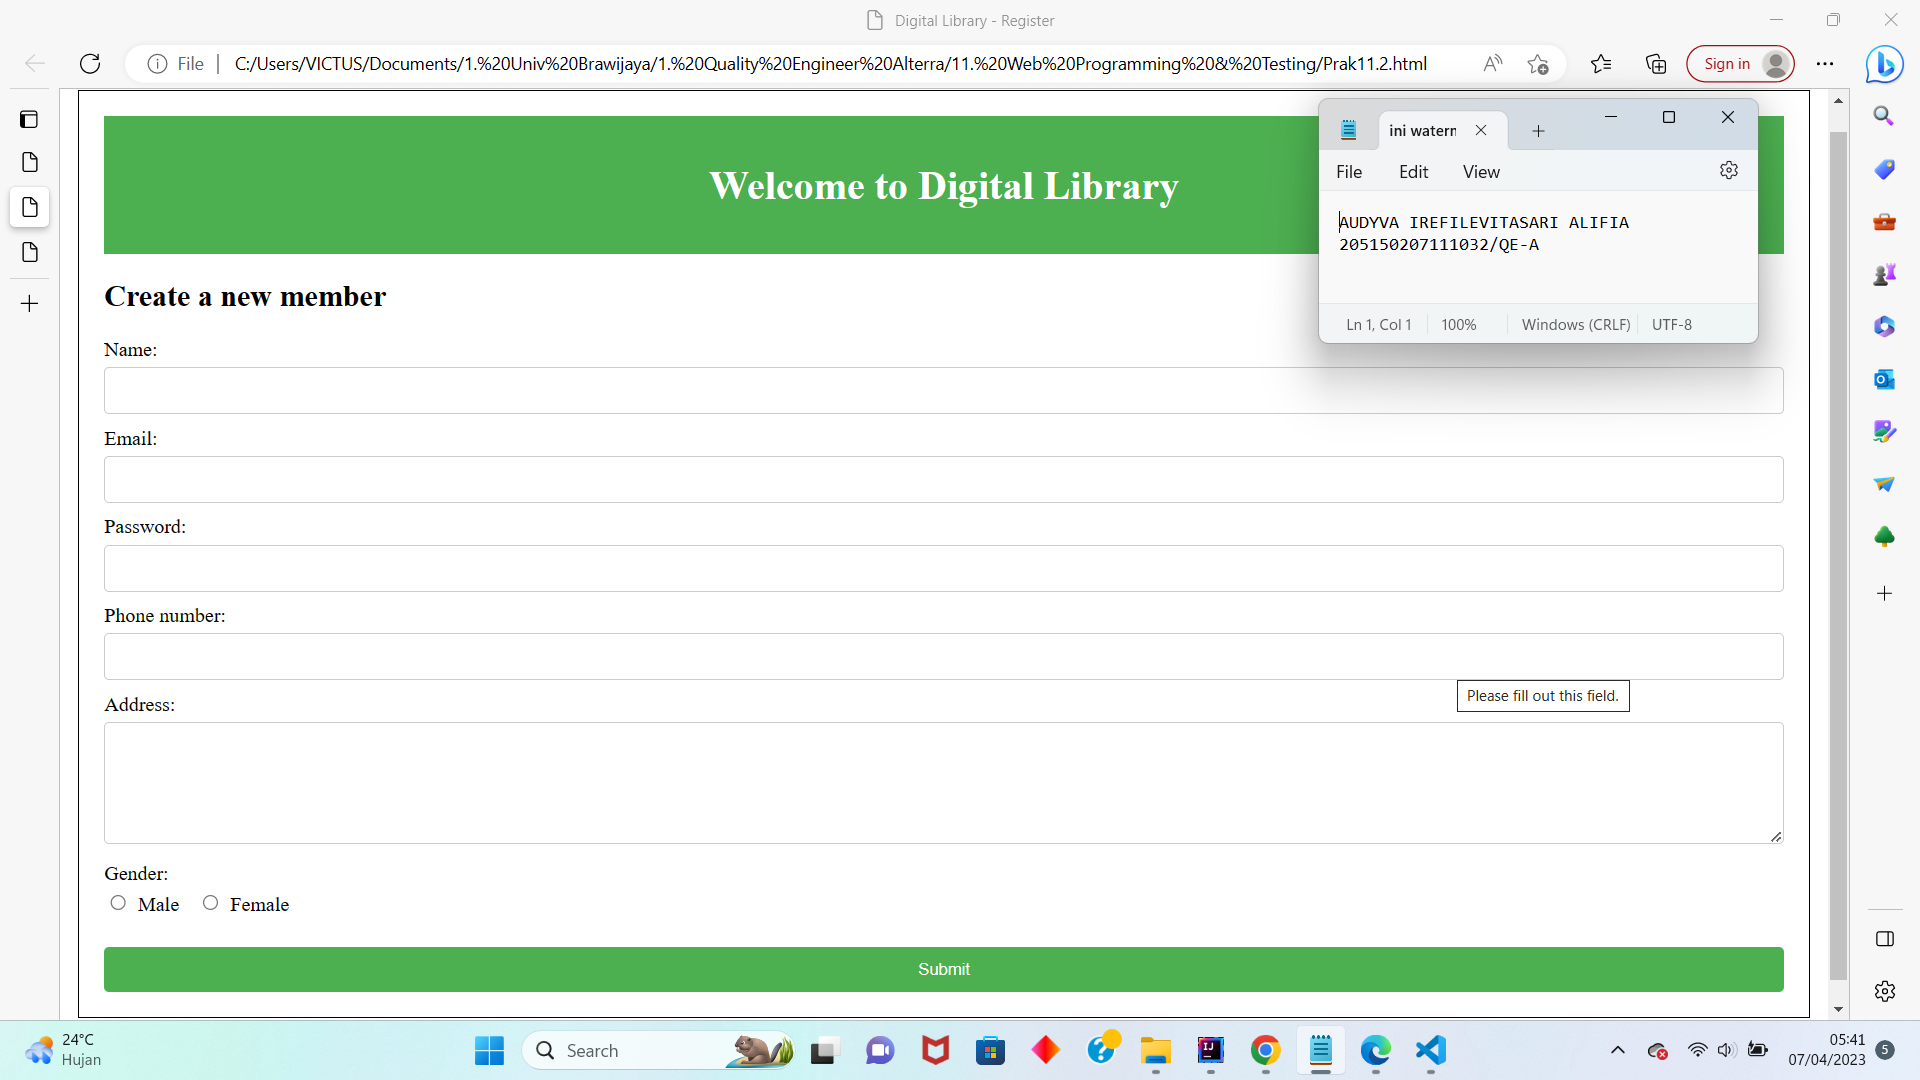 Digital Library - Register
File
C:/Users/VICTUS/Documents/1.%20Univ%20Brawijaya/1.%20Quality%20Engineer%20Alterra/11.%20Web%20Programming%20&%20Testing/Prak11.2.html
Sign in
Welcome to Digital Library
ini watern
File Edit View
AUDYVA IREFILEVITASARI ALIFIA
205150207111032/QE-A
Ln 1, Col 1 100% Windows (CRLF) UTF-8
Create a new member
Name:
Email:
Password:
Phone number:
Please fill out this field.
Address:
Gender:
Male Female
Submit
24°C
Hujan
Search
05:41
07/04/2023
5